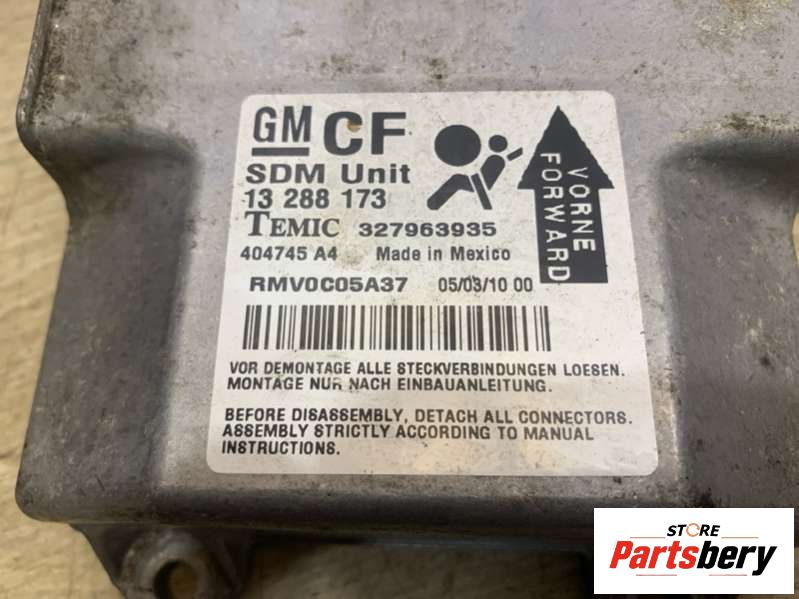 GM CF
SDM Unit
13 288 173
TEMIC 327963935
404745 A4 Made in Mexico
RMV0C05A37 05/03/10 00
VORNE
FORWARD
VOR DEMONTAGE ALLE STECKVERBINDUNGEN LOESEN.
MONTAGE NUR NACH EINBAUANLEITUNG.
BEFORE DISASSEMBLY, DETACH ALL CONNECTORS.
ASSEMBLY STRICTLY ACCORDING TO MANUAL
INSTRUCTIONS.
STORE
Partsbery